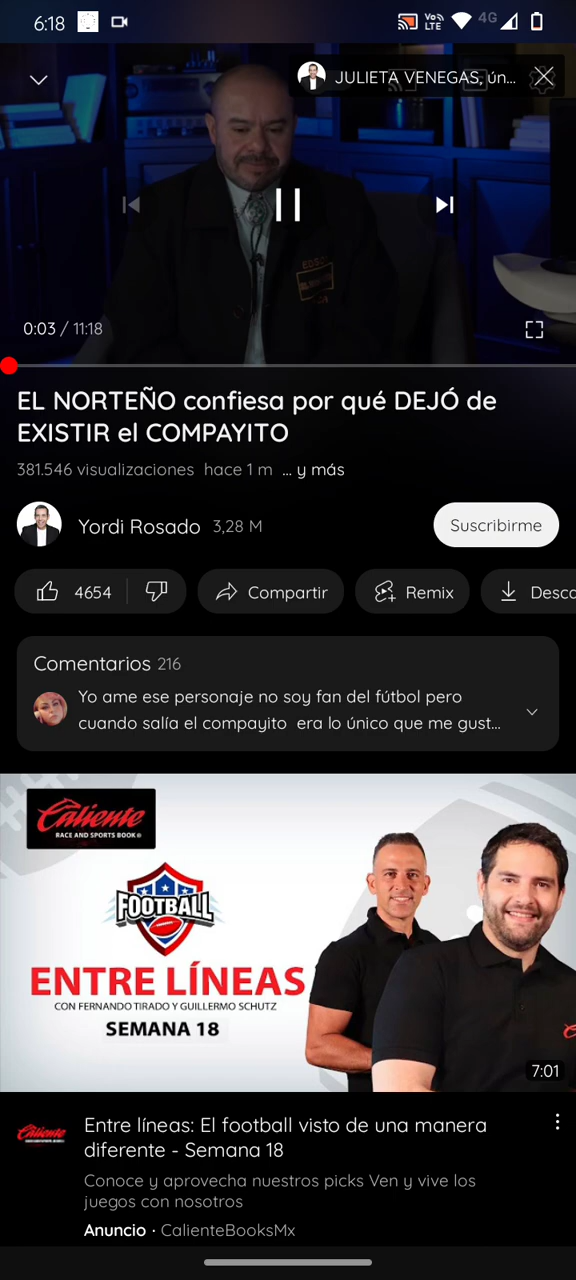 6:18
Vo LTE
4G
JULIETA VENEGAS, ún...
0:03 / 11:18
EL NORTEÑO confiesa por qué DEJÓ de
EXISTIR el COMPAYITO
381.546 visualizaciones hace 1 m ... y más
Yordi Rosado 3,28 M
Suscribirme
4654
Compartir
Remix
Desca
Comentarios 216
Yo ame ese personaje no soy fan del fútbol pero
cuando salía el compayito era lo único que me gust...
Caliente
RACE AND SPORTS BOOK
FOOTBALL
ENTRE LÍNEAS
CON FERNANDO TIRADO Y GUILLERMO SCHUTZ
SEMANA 18
7:01
Caliente
Entre líneas: El football visto de una manera
diferente - Semana 18
Conoce y aprovecha nuestros picks Ven y vive los
juegos con nosotros
Anuncio · CalienteBooksMx